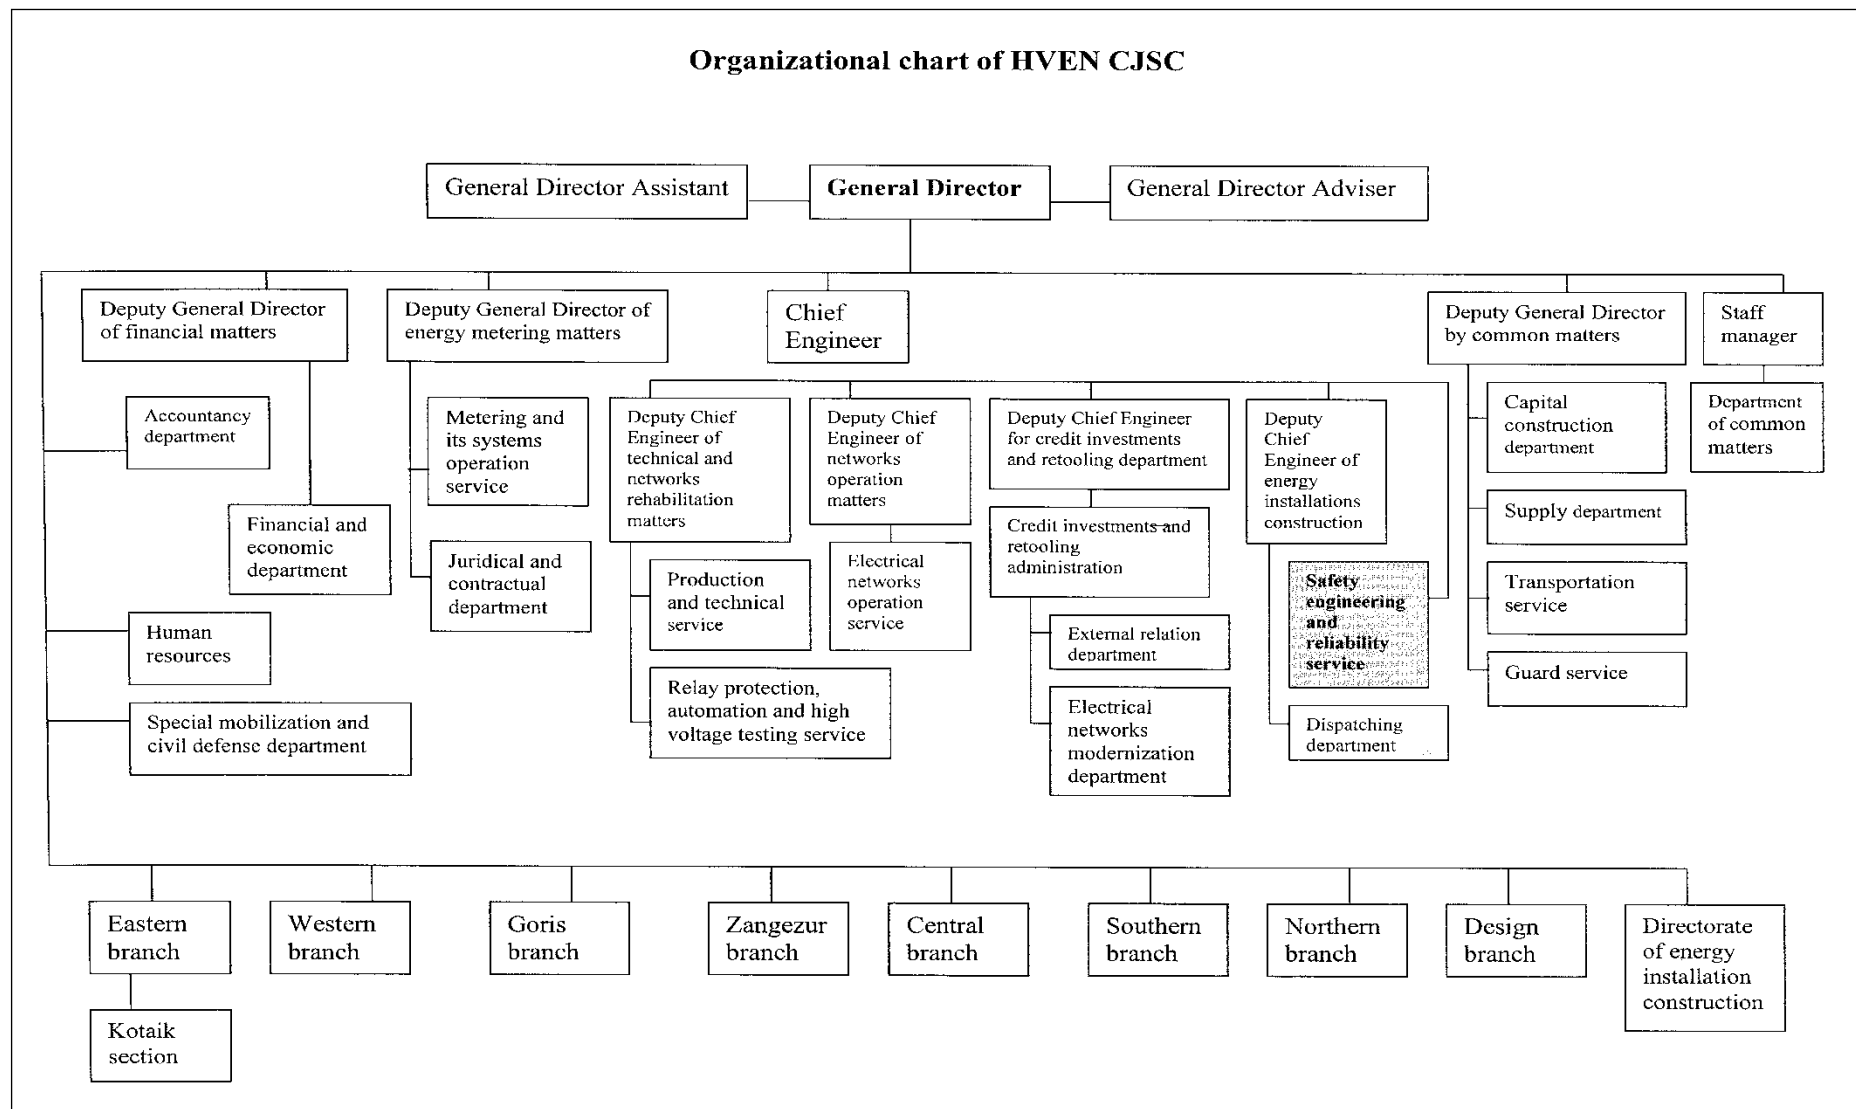 Organizational chart of HVEN CJSC
General Director Assistant
General Director
General Director Adviser
Deputy General Director
of financial matters
Deputy General Director of
energy metering matters
Chief
Engineer
Deputy General Director
by common matters
Staff
manager
Accountancy
department
Financial and
economic
department
Metering and
its systems
operation
service
Juridical and
contractual
department
Deputy Chief
Engineer of
technical and
networks
rehabilitation
matters
Deputy Chief
Engineer of
networks
operation
matters
Deputy Chief Engineer
for credit investments
and retooling department
Deputy
Chief
Engineer of
energy
installations
construction
Capital
construction
department
Department
of common
matters
Credit investments and
retooling
administration
Supply department
Production
and technical
service
Electrical
networks
operation
service
Safety
engineering
and
reliability
service
Transportation
service
Human
resources
External relation
department
Guard service
Relay protection,
automation and high
voltage testing service
Electrical
networks
modernization
department
Special mobilization and
civil defense department
Dispatching
department
Eastern
branch
Western
branch
Goris
branch
Zangezur
branch
Central
branch
Southern
branch
Northern
branch
Design
branch
Directorate
of energy
installation
construction
Kotaik
section